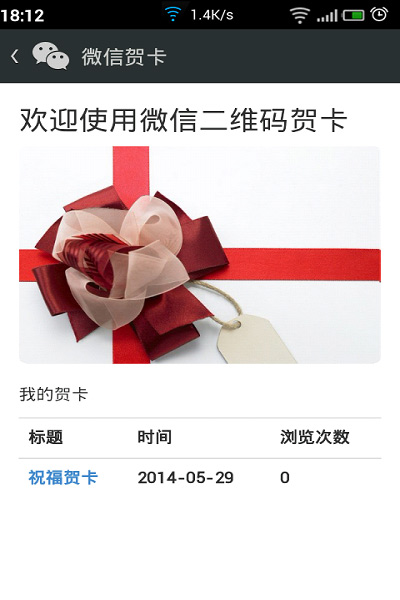 18:12 1.4K/s
微信贺卡
欢迎使用微信二维码贺卡
我的贺卡
标题 时间 浏览次数
祝福贺卡 2014-05-29 0